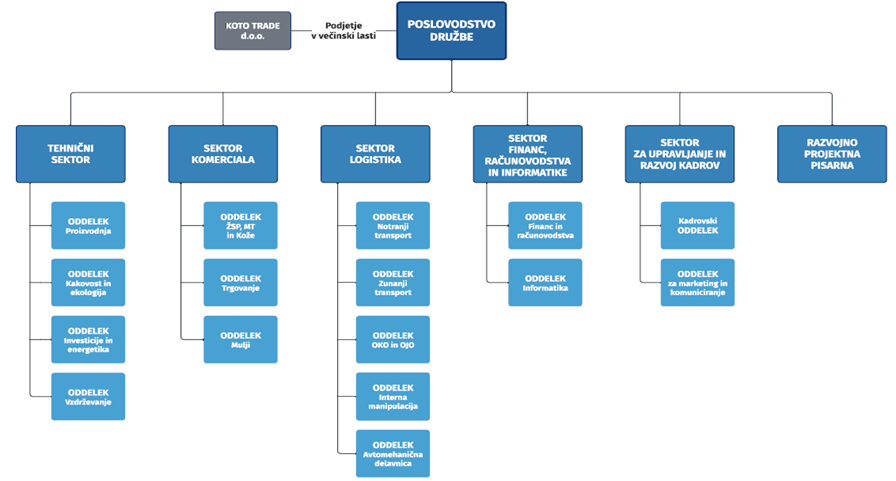 KOTO TRADE
d.o.o.
Podjetje
v večinski lasti
POSLOVODSTVO
DRUŽBE
TEHNIČNI
SEKTOR
SEKTOR
KOMERCIALA
SEKTOR
LOGISTIKA
SEKTOR
FINANC,
RAČUNOVODSTVA
IN INFORMATIKE
SEKTOR
ZA UPRAVLJANJE IN
RAZVOJ KADROV
RAZVOJNO
PROJEKTNA
PISARNA
ODDELEK
Proizvodnja
ODDELEK
Kakovost in
ekologija
ODDELEK
Investicije in
energetika
ODDELEK
Vzdrževanje
ODDELEK
ŽSP, MT
in Kože
ODDELEK
Trgovanje
ODDELEK
Mulji
ODDELEK
Notranji
transport
ODDELEK
Zunanji
transport
ODDELEK
OKO in OJO
ODDELEK
Interna
manipulacija
ODDELEK
Avtomehanična
delavnica
ODDELEK
Financ in
računovodstva
ODDELEK
Informatika
Kadrovski
ODDELEK
ODDELEK
za marketing in
komuniciranje